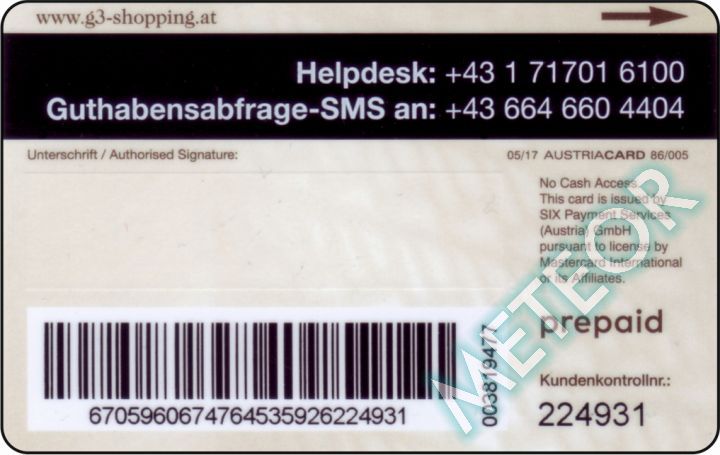 www.g3-shopping.at
Helpdesk: +43 1 71701 6100
Guthabensabfrage-SMS an: +43 664 660 4404
Unterschrift / Authorised Signature:
05/17 AUSTRIACARD 86/005
No Cash Access.
This card is issued by
SIX Payment Services
(Austria) GmbH
pursuant to license by
Mastercard International
or its Affiliates.
prepaid
Kundenkontrollnr.:
224931
6705960674764535926224931
003819477
METEOR